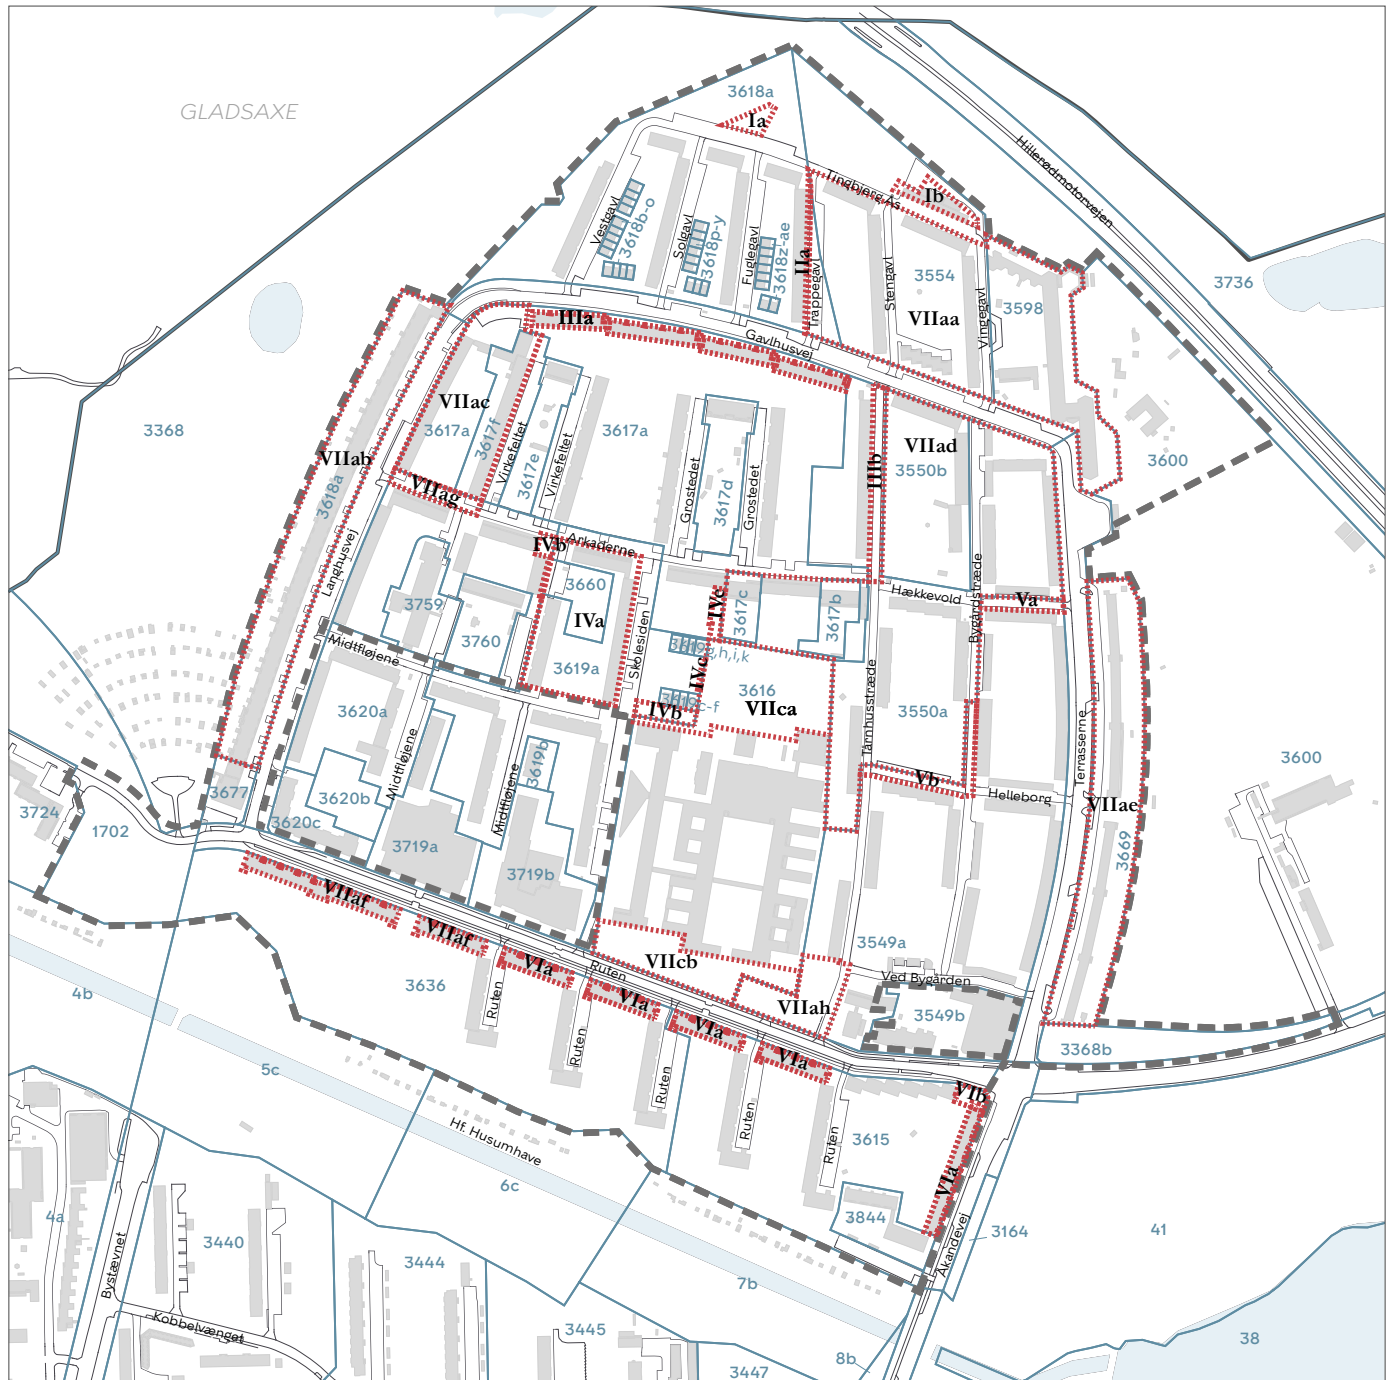 3618a
GLADSAXE
Ia
Hillerødmotorvejen
Tingbjerg Ås
Ib
Vestgavl
3618b-o
Solgavl
3618p-y
Fuglegavl
3618z-ae
IIa
Trappegavl
Stengavl
3554
VIIaa
Vingegavl
3598
3736
IIIa
Gavlhusvej
VIIac
3617a
3617f
Virkefeltet
3617e
Virkefeltet
3617a
Grostedet
3617d
Grostedet
IIIb
VIIad
3550b
3600
3368
VIIab
3618a
VIIag
Langhusvej
IVb
Arkaderne
3660
IVa
3619a
3759
3760
Skolesiden
IVc
3617c
3617b
Hækkevold
Bygårdstræde
Va
3619g,h,i,k
IVc
3619c-f
IVb
3616
VIIca
Midtfløjene
3620a
Midtfløjene
3550a
Tårnhusstræde
Vb
Helleborg
Terrasserne
VIIae
3669
3600
3619b
Midtfløjene
3620b
3620c
3677
3724
1702
3719a
3719b
VIIaf
VIIaf
VIa
Ruten
VIIcb
3549a
Ved Bygården
VIIah
3549b
3368b
4b
3636
Ruten
VIa
VIa
VIa
Ruten
Ruten
Ruten
Ruten
5c
Hf. Husumhave
6c
VIb
3615
VIa
3844
Åkandevej
3164
41
4a
Bystævnet
3440
3444
Kobbelvænget
3445
3447
7b
8b
38